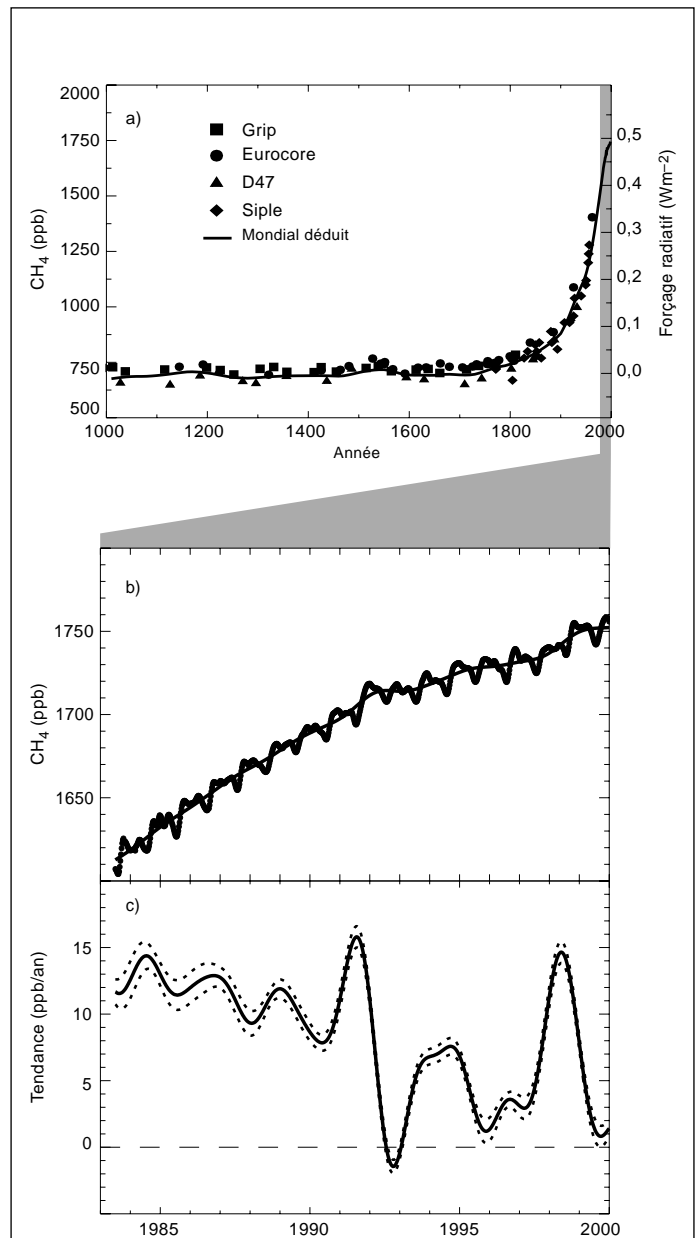 a)
Grip
Eurocore
D47
Siple
Mondial déduit
CH₄ (ppb)
2000
1750
1500
1250
1000
750
500
Forçage radiatif (Wm⁻²)
0,5
0,4
0,3
0,2
0,1
0,0
1000 1200 1400 1600 1800 2000
Année
b)
CH₄ (ppb)
1750
1700
1650
c)
Tendance (ppb/an)
15
10
5
0
1985 1990 1995 2000